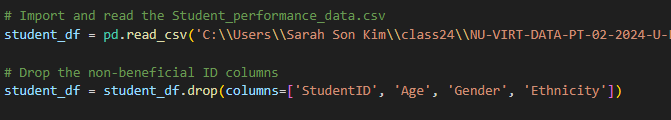 # Import and read the Student_performance_data.csv
student_df = pd.read_csv('C:\\Users\\Sarah Son Kim\\class24\\NU-VIRT-DATA-PT-02-2024-U-
# Drop the non-beneficial ID columns
student_df = student_df.drop(columns=['StudentID', 'Age', 'Gender', 'Ethnicity'])